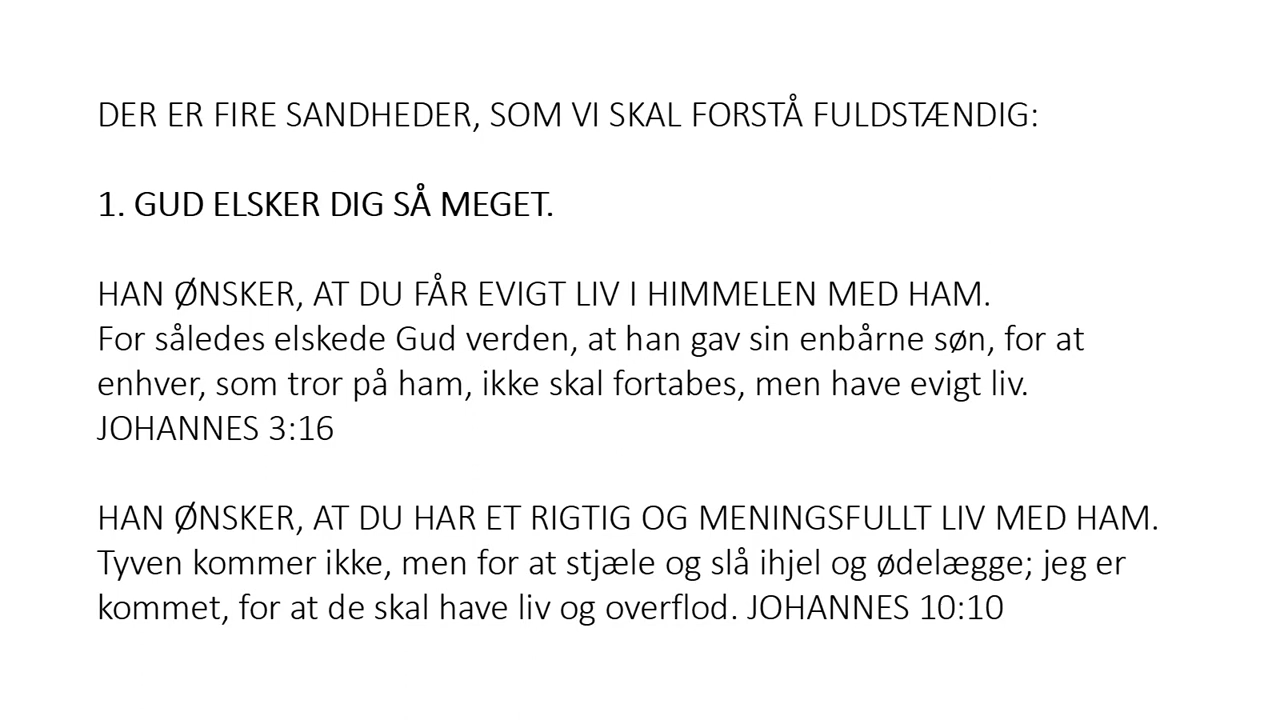 DER ER FIRE SANDHEDER, SOM VI SKAL FORSTÅ FULDSTÆNDIG:
1. GUD ELSKER DIG SÅ MEGET.
HAN ØNSKER, AT DU FÅR EVIGT LIV I HIMMELEN MED HAM.
For således elskede Gud verden, at han gav sin enbårne søn, for at
enhver, som tror på ham, ikke skal fortabes, men have evigt liv.
JOHANNES 3:16
HAN ØNSKER, AT DU HAR ET RIGTIG OG MENINGSFULLT LIV MED HAM.
Tyven kommer ikke, men for at stjæle og slå ihjel og ødelægge; jeg er
kommet, for at de skal have liv og overflod. JOHANNES 10:10